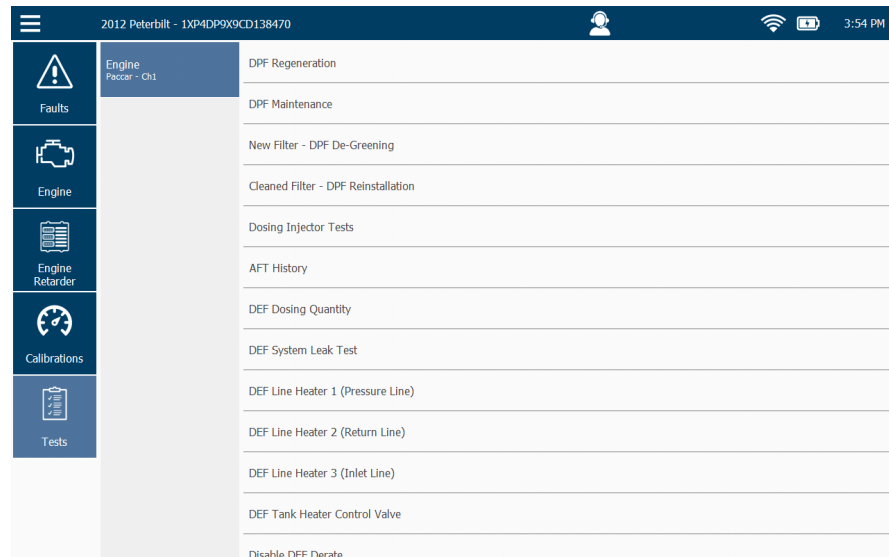 2012 Peterbilt - 1XP4DP9X9CD138470
3:54 PM
Faults
Engine
Engine
Retarder
Calibrations
Tests
Engine
Paccar - Ch1
DPF Regeneration
DPF Maintenance
New Filter - DPF De-Greening
Cleaned Filter - DPF Reinstallation
Dosing Injector Tests
AFT History
DEF Dosing Quantity
DEF System Leak Test
DEF Line Heater 1 (Pressure Line)
DEF Line Heater 2 (Return Line)
DEF Line Heater 3 (Inlet Line)
DEF Tank Heater Control Valve
Disable DEF Derate